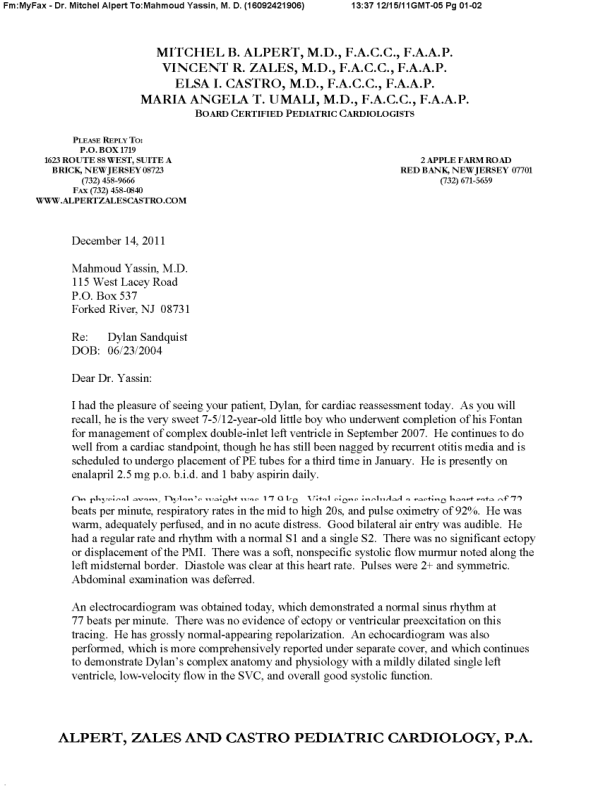 Fm:MyFax - Dr. Mitchel Alpert To:Mahmoud Yassin, M. D. (16092421906) 13:37 12/15/11GMT-05 Pg 01-02
MITCHEL B. ALPERT, M.D., F.A.C.C., F.A.A.P.
VINCENT R. ZALES, M.D., F.A.C.C., F.A.A.P.
ELSA I. CASTRO, M.D., F.A.C.C., F.A.A.P.
MARIA ANGELA T. UMALI, M.D., F.A.C.C., F.A.A.P.
BOARD CERTIFIED PEDIATRIC CARDIOLOGISTS
PLEASE REPLY TO:
P.O. BOX 1719
1623 ROUTE 88 WEST, SUITE A
BRICK, NEW JERSEY 08723
(732) 458-9666
FAX (732) 458-0840
WWW.ALPERTZALESCASTRO.COM
2 APPLE FARM ROAD
RED BANK, NEW JERSEY 07701
(732) 671-5659
December 14, 2011
Mahmoud Yassin, M.D.
115 West Lacey Road
P.O. Box 537
Forked River, NJ 08731
Re: Dylan Sandquist
DOB: 06/23/2004
Dear Dr. Yassin:
I had the pleasure of seeing your patient, Dylan, for cardiac reassessment today. As you will
recall, he is the very sweet 7-5/12-year-old little boy who underwent completion of his Fontan
for management of complex double-inlet left ventricle in September 2007. He continues to do
well from a cardiac standpoint, though he has still been nagged by recurrent otitis media and is
scheduled to undergo placement of PE tubes for a third time in January. He is presently on
enalapril 2.5 mg p.o. b.i.d. and 1 baby aspirin daily.
On physical exam, Dylan's weight was 17.9 kg. Vital signs included a resting heart rate of 72
beats per minute, respiratory rates in the mid to high 20s, and pulse oximetry of 92%. He was
warm, adequately perfused, and in no acute distress. Good bilateral air entry was audible. He
had a regular rate and rhythm with a normal S1 and a single S2. There was no significant ectopy
or displacement of the PMI. There was a soft, nonspecific systolic flow murmur noted along the
left midsternal border. Diastole was clear at this heart rate. Pulses were 2+ and symmetric.
Abdominal examination was deferred.
An electrocardiogram was obtained today, which demonstrated a normal sinus rhythm at
77 beats per minute. There was no evidence of ectopy or ventricular preexcitation on this
tracing. He has grossly normal-appearing repolarization. An echocardiogram was also
performed, which is more comprehensively reported under separate cover, and which continues
to demonstrate Dylan's complex anatomy and physiology with a mildly dilated single left
ventricle, low-velocity flow in the SVC, and overall good systolic function.
ALPERT, ZALES AND CASTRO PEDIATRIC CARDIOLOGY, P.A.